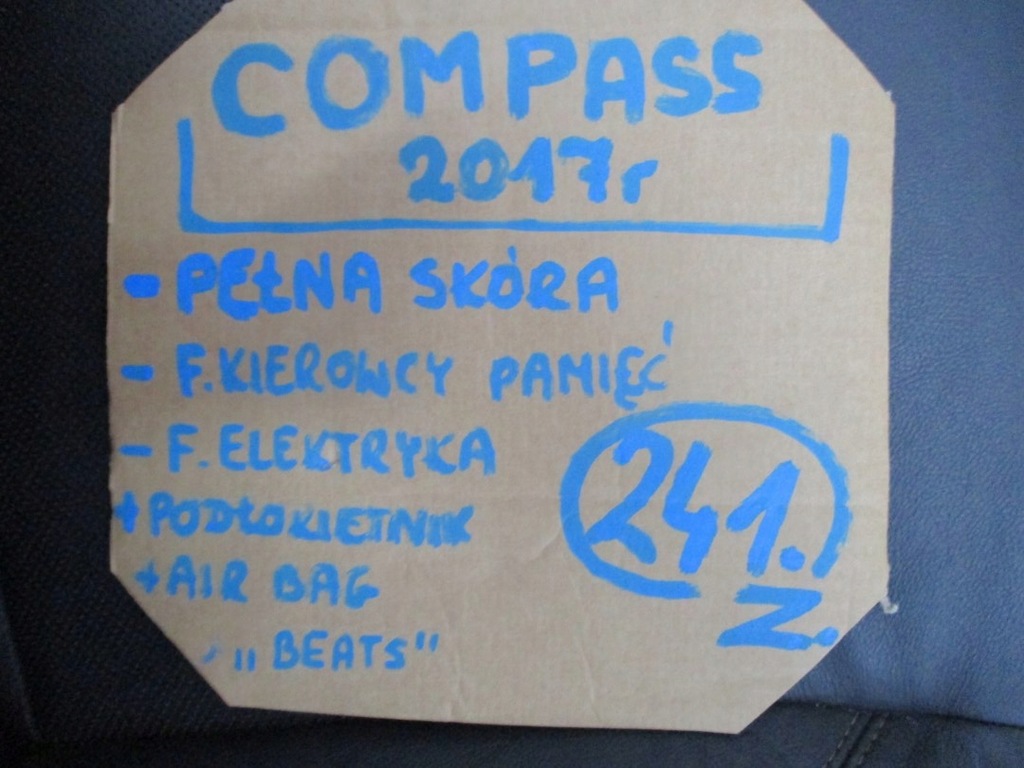 COMPASS
2017r
- PEŁNA SKÓRA
- F. KIEROWCY PAMIĘĆ
- F. ELEKTRYKA
+ PODŁOKIETNIK
+ AIR BAG
„BEATS"
241.
Z.